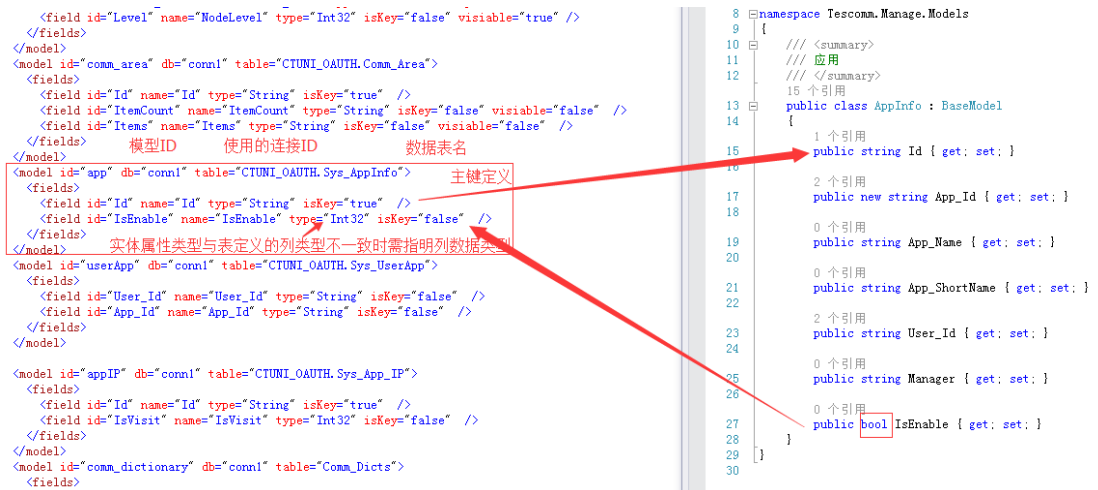 <field id="Level" name="NodeLevel" type="Int32" isKey="false" visiable="true" />
</fields>
</model>
<model id="comm_area" db="conn1" table="CTUNI_OAUTH.Comm_Area">
<fields>
<field id="Id" name="Id" type="String" isKey="true" />
<field id="ItemCount" name="ItemCount" type="String" isKey="false" visiable="false" />
<field id="Items" name="Items" type="String" isKey="false" visiable="false" />
</fields>
模型ID 使用的连接ID 数据表名
</model>
<model id="app" db="conn1" table="CTUNI_OAUTH.Sys_AppInfo">
主键定义
<fields>
<field id="Id" name="Id" type="String" isKey="true" />
<field id="IsEnable" name="IsEnable" type="Int32" isKey="false" />
</fields>
实体属性类型与表定义的列类型不一致时需指明列数据类型
</model>
<model id="userApp" db="conn1" table="CTUNI_OAUTH.Sys_UserApp">
<fields>
<field id="User_Id" name="User_Id" type="String" isKey="false" />
<field id="App_Id" name="App_Id" type="String" isKey="false" />
</fields>
</model>
<model id="appIP" db="conn1" table="CTUNI_OAUTH.Sys_App_IP">
<fields>
<field id="Id" name="Id" type="String" isKey="true" />
<field id="IsVisit" name="IsVisit" type="Int32" isKey="false" />
</fields>
</model>
<model id="comm_dictionary" db="conn1" table="Comm_Dicts">
<fields>
8 namespace Tescomm.Manage.Models
9 {
10 /// <summary>
11 /// 应用
12 /// </summary>
15 个引用
13 public class AppInfo : BaseModel
14 {
1 个引用
15 public string Id { get; set; }
16
2 个引用
17 public new string App_Id { get; set; }
18
0 个引用
19 public string App_Name { get; set; }
20
0 个引用
21 public string App_ShortName { get; set; }
22
2 个引用
23 public string User_Id { get; set; }
24
0 个引用
25 public string Manager { get; set; }
26
0 个引用
27 public bool IsEnable { get; set; }
28 }
29 }
30